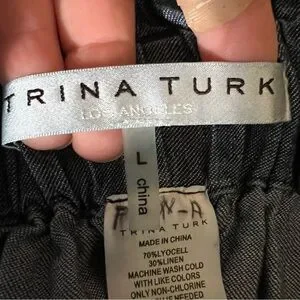 TRINA TURK
LOS ANGELES
L china
TRINA TURK
MADE IN CHINA
70%LYOCELL
30%LINEN
MACHINE WASH COLD
WITH LIKE COLORS
ONLY NON-CHLORINE